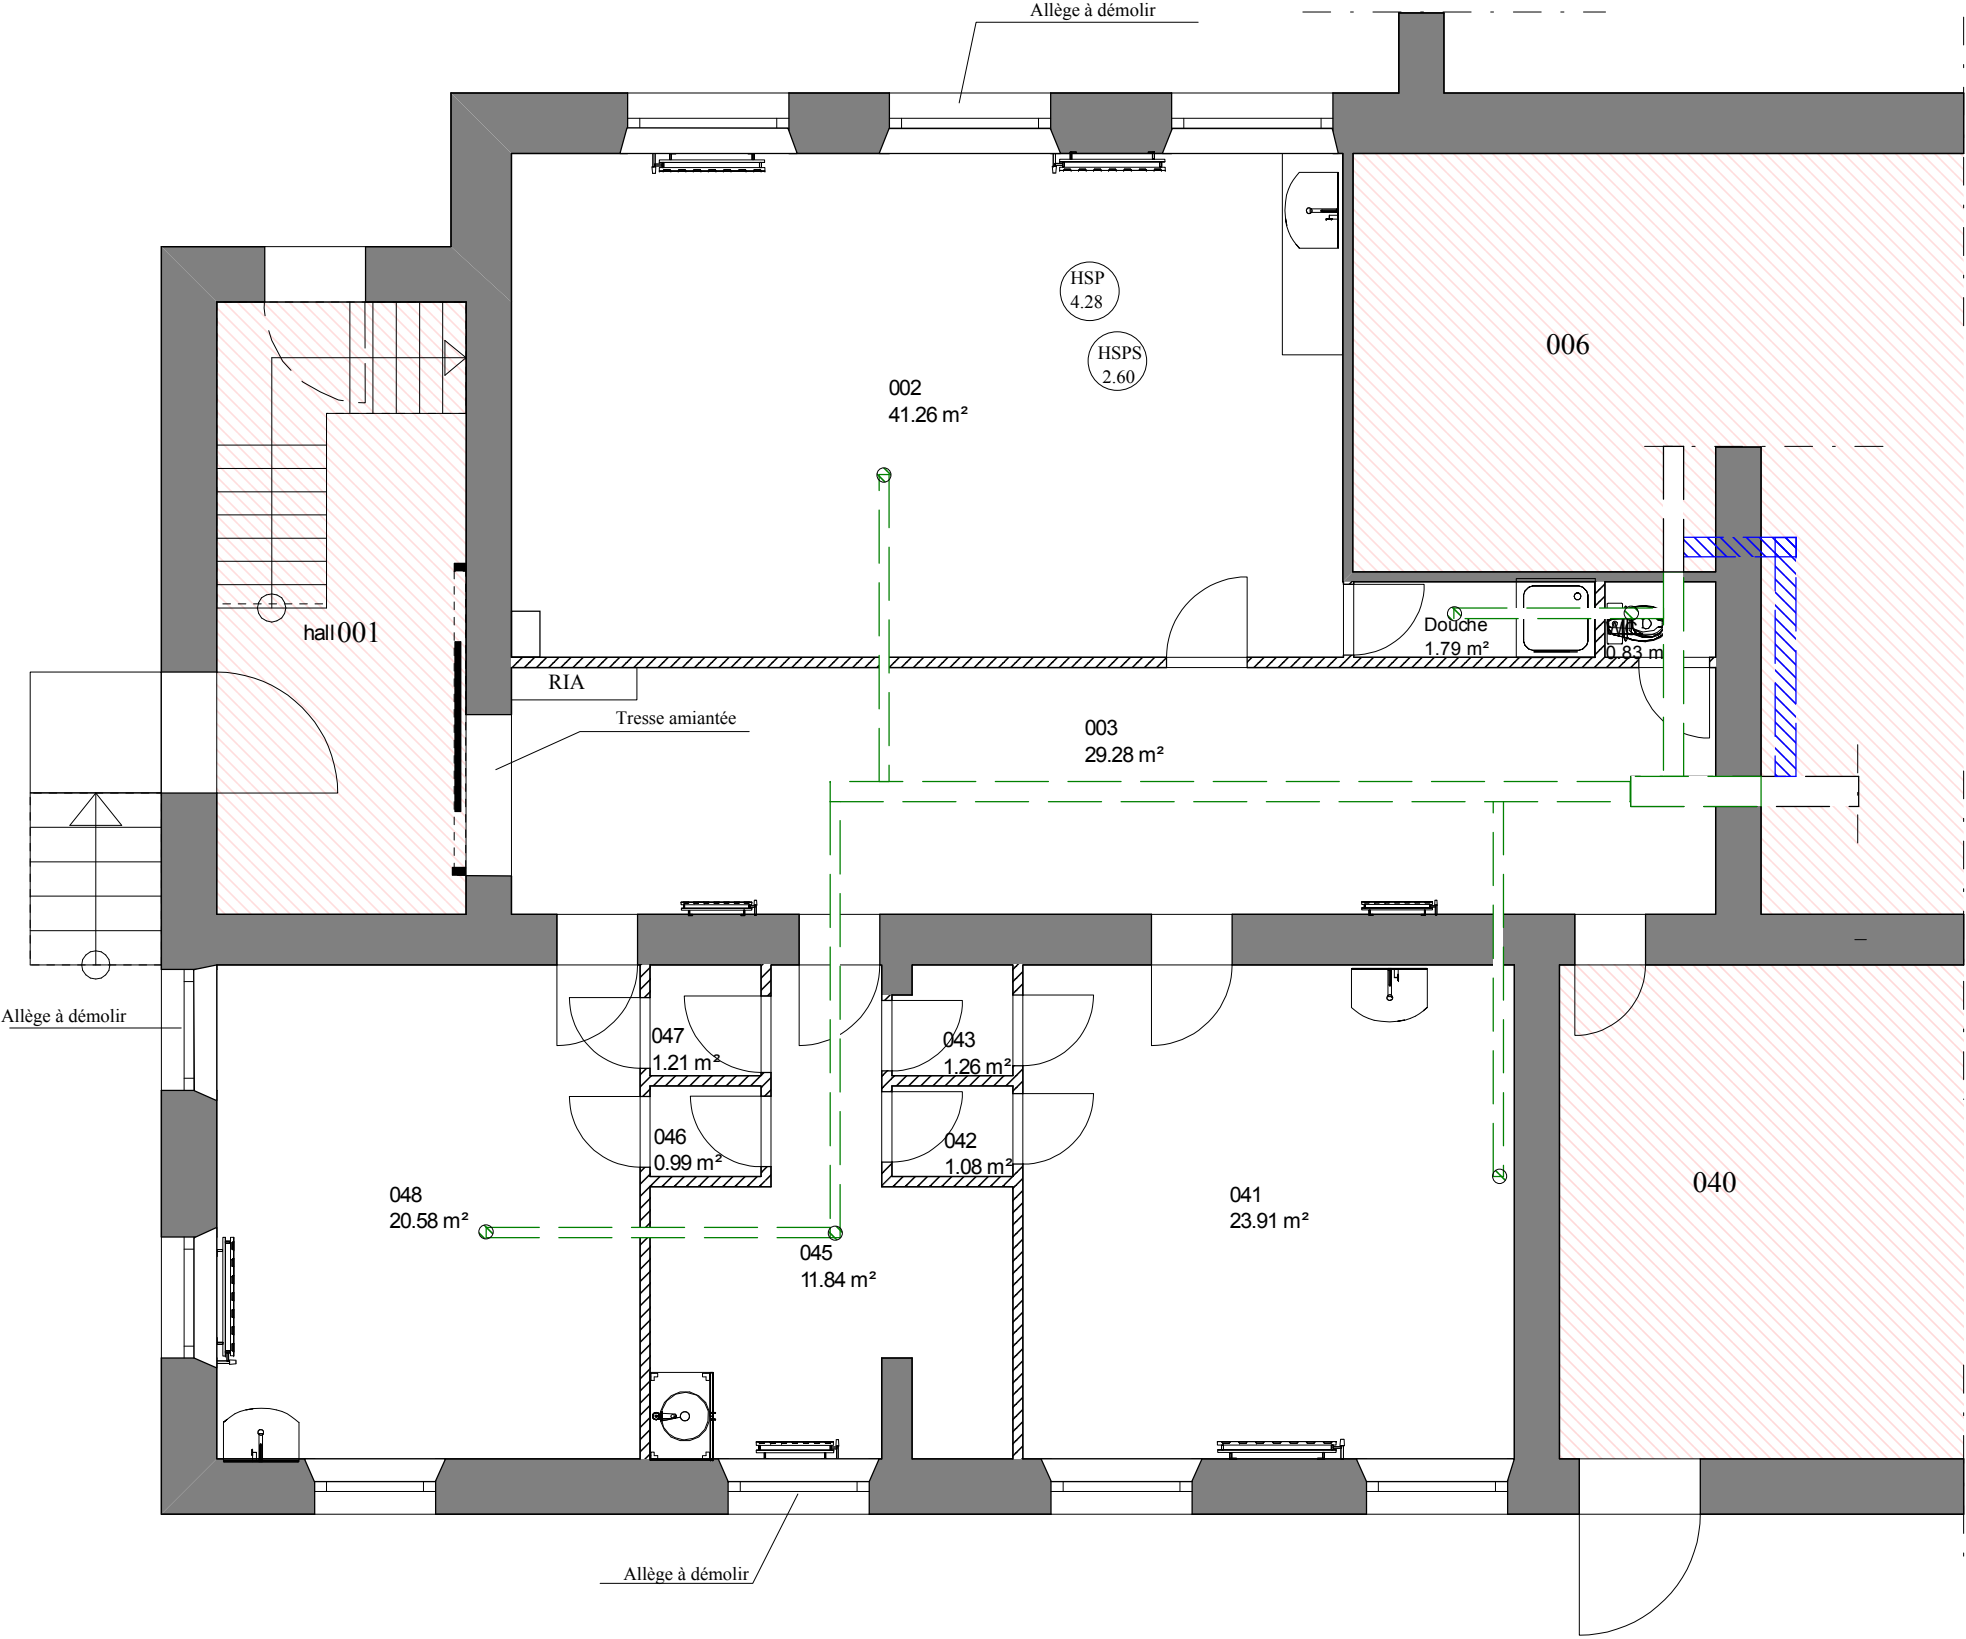 Allège à démolir
HSP
4.28
HSPS
2.60
006
002
41.26 m²
hall 001
Douche
1.79 m²
0.83 m
RIA
Tresse amiantée
003
29.28 m²
Allège à démolir
047
1.21 m²
043
1.26 m²
046
0.99 m²
042
1.08 m²
048
20.58 m²
041
23.91 m²
040
045
11.84 m²
Allège à démolir